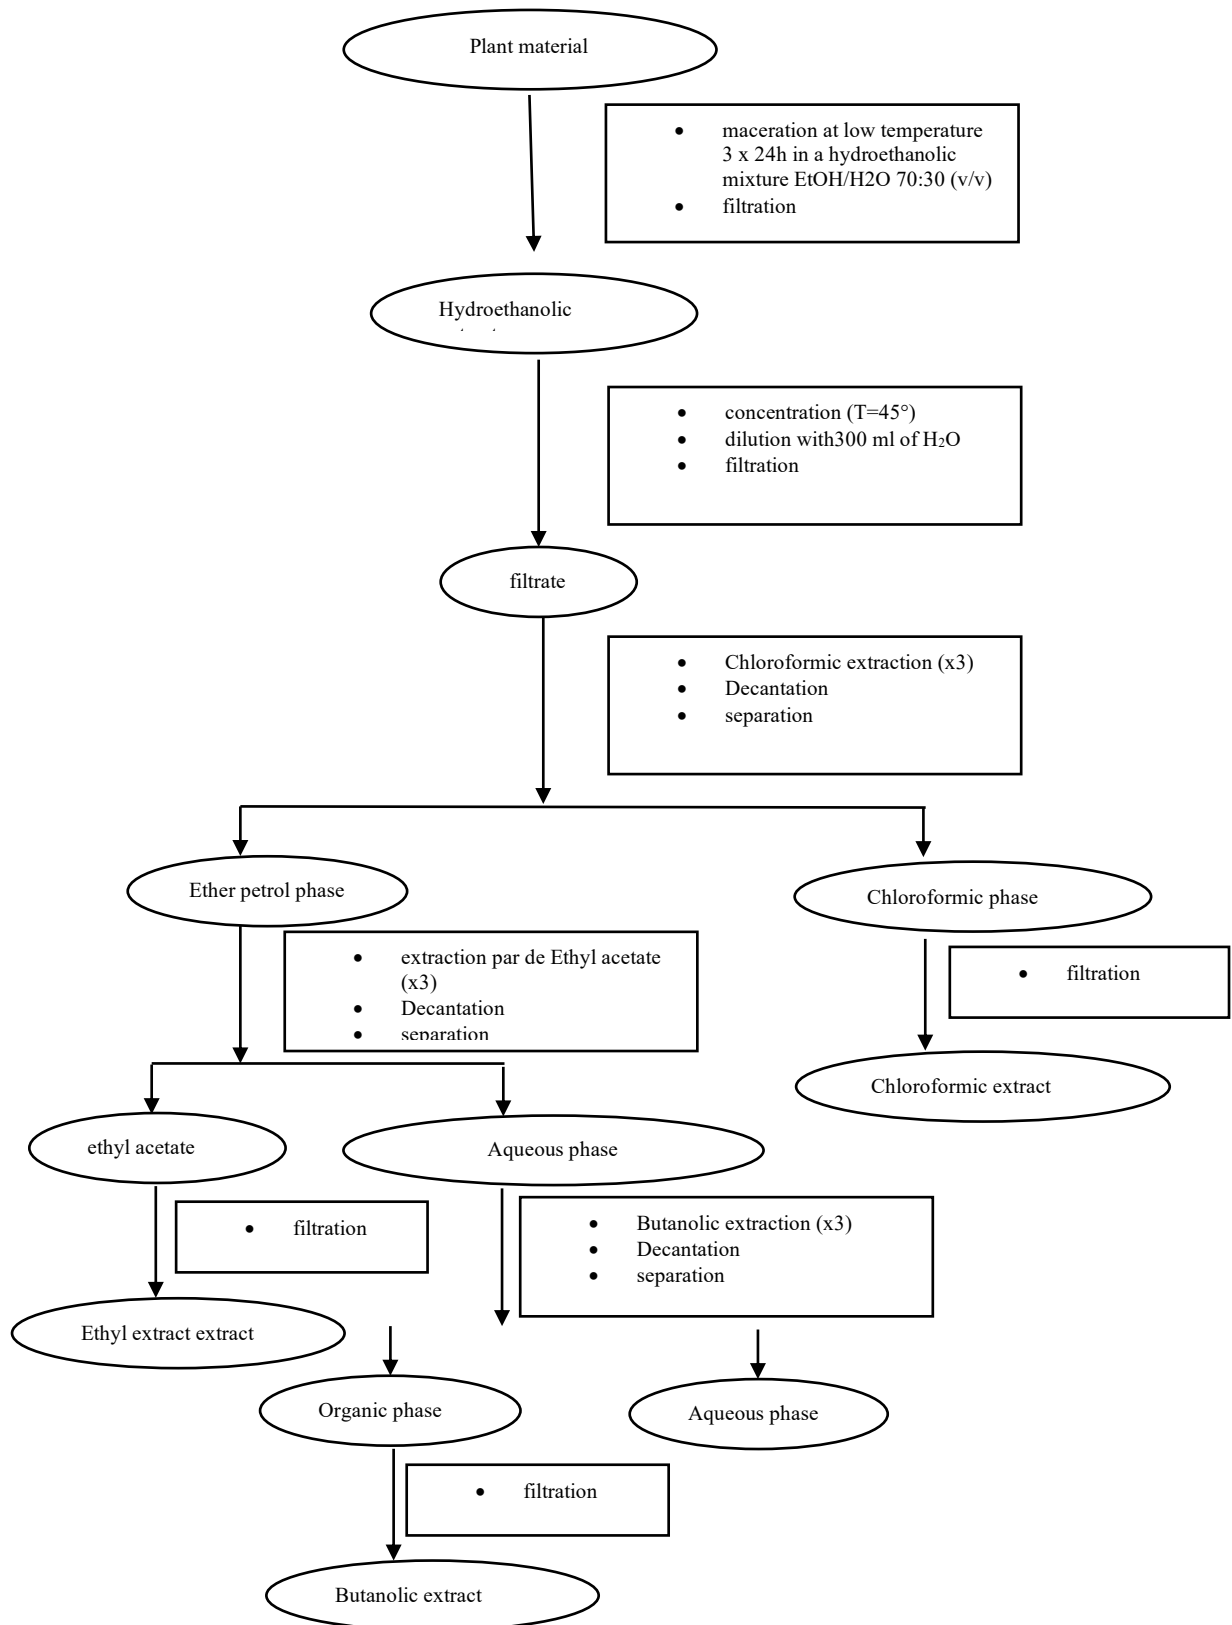 Plant material
• maceration at low temperature
3 x 24h in a hydroethanolic
mixture EtOH/H2O 70:30 (v/v)
• filtration
Hydroethanolic
• concentration (T=45°)
• dilution with300 ml of H₂O
• filtration
filtrate
• Chloroformic extraction (x3)
• Decantation
• separation
Ether petrol phase
Chloroformic phase
• extraction par de Ethyl acetate
(x3)
• Decantation
• separation
• filtration
Chloroformic extract
ethyl acetate
Aqueous phase
• filtration
• Butanolic extraction (x3)
• Decantation
• separation
Ethyl extract extract
Organic phase
Aqueous phase
• filtration
Butanolic extract